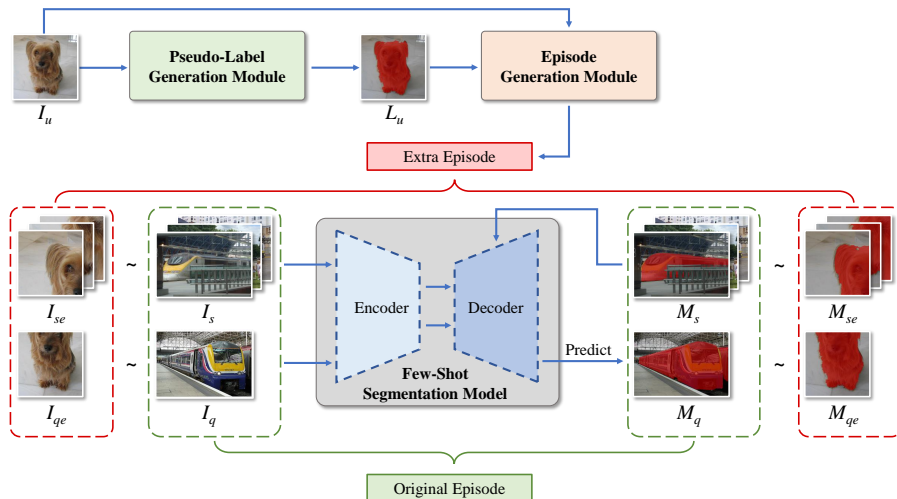 Pseudo-Label
Generation Module
Episode
Generation Module
I_u
L_u
Extra Episode
~
~
I_se
I_s
Encoder
Decoder
M_s
M_se
Predict
~
~
Few-Shot
Segmentation Model
I_qe
I_q
M_q
M_qe
Original Episode